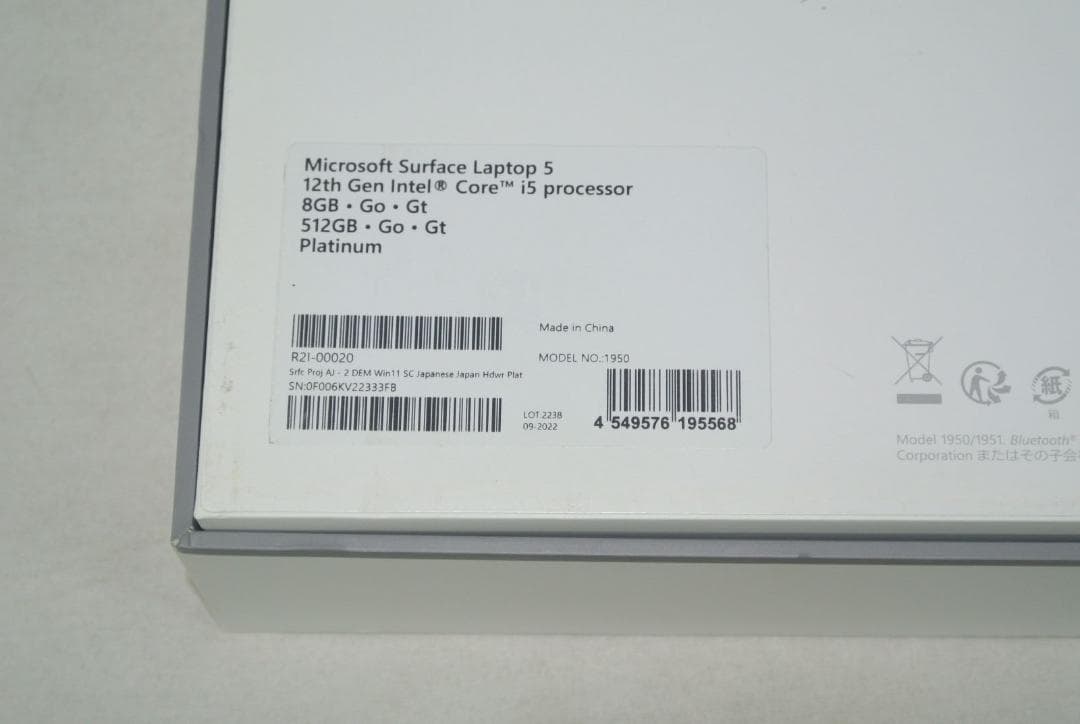 Microsoft Surface Laptop 5
12th Gen Intel® Core™ i5 processor
8GB • Go • Gt
512GB • Go • Gt
Platinum
R2I-00020
Srfc Proj AJ - 2 DEM Win11 SC Japanese Japan Hdwr Plat
SN:0F006KV22333FB
Made in China
MODEL NO.:1950
LOT:2238
09-2022
4 549576 195568
紙
箱
Model 1950/1951. Bluetooth®
Corporation またはその子会